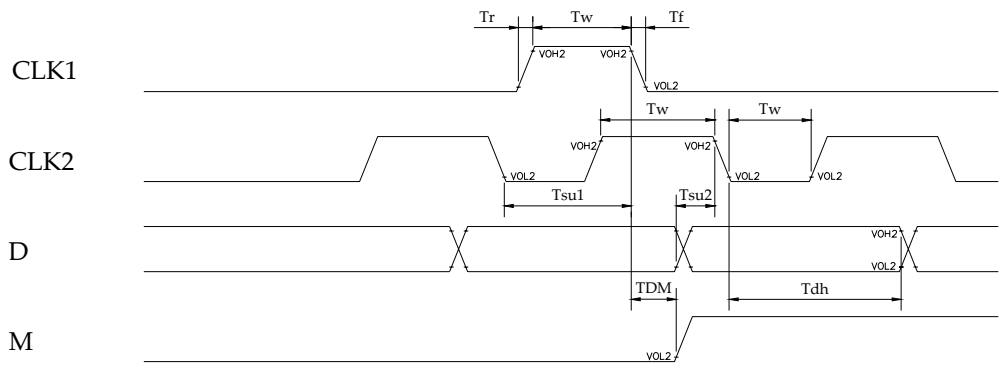 Tr Tw Tf
VOH2 VOH2
CLK1
VOL2
Tw Tw
VOH2 VOH2
CLK2
VOL2 VOL2 VOL2
Tsu1 Tsu2
VOH2
D
VOL2
TDM Tdh
M
VOL2